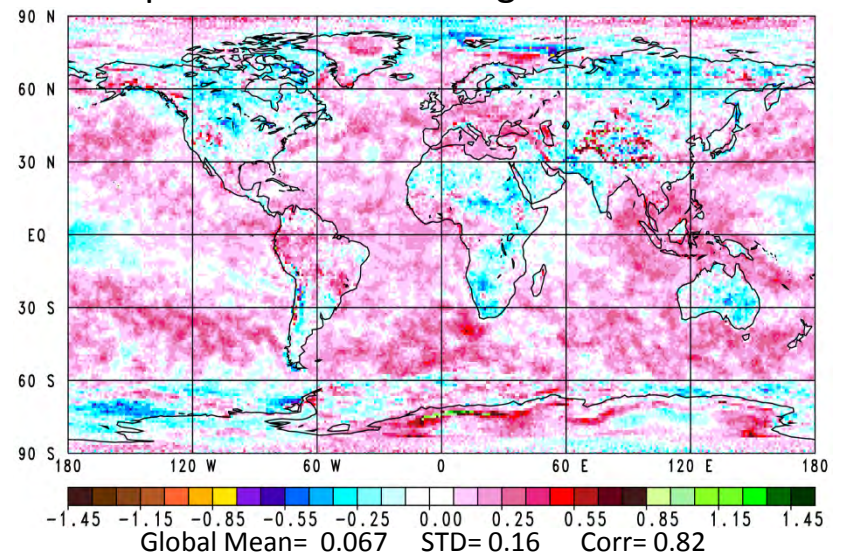 90 N
60 N
30 N
EQ
30 S
60 S
90 S
180 120 W 60 W 0 60 E 120 E 180
-1.45 -1.15 -0.85 -0.55 -0.25 0.00 0.25 0.55 0.85 1.15 1.45
Global Mean= 0.067 STD= 0.16 Corr= 0.82